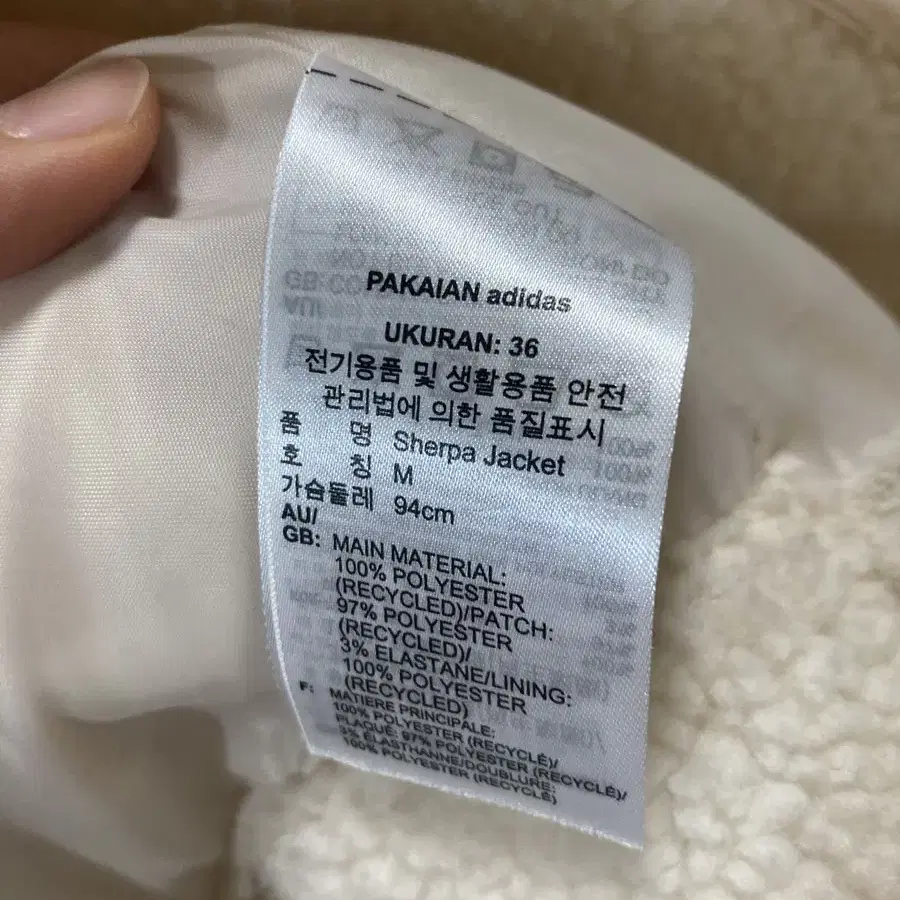 PAKAIAN adidas
UKURAN: 36
전기용품 및 생활용품 안전
관리법에 의한 품질표시
품 명 Sherpa Jacket
호 칭 M
가슴둘레 94cm
AU/
GB: MAIN MATERIAL:
100% POLYESTER
(RECYCLED)/PATCH:
97% POLYESTER
(RECYCLED)/
3% ELASTANE/LINING:
100% POLYESTER
(RECYCLED)
F: MATIERE PRINCIPALE:
100% POLYESTER (RECYCLÉ)/
PLAQUÉ: 97% POLYESTER (RECYCLÉ)/
3% ELASTHANNE/DOUBLURE:
100% POLYESTER (RECYCLÉ)/
POLYESTER (RECYCLÉ)